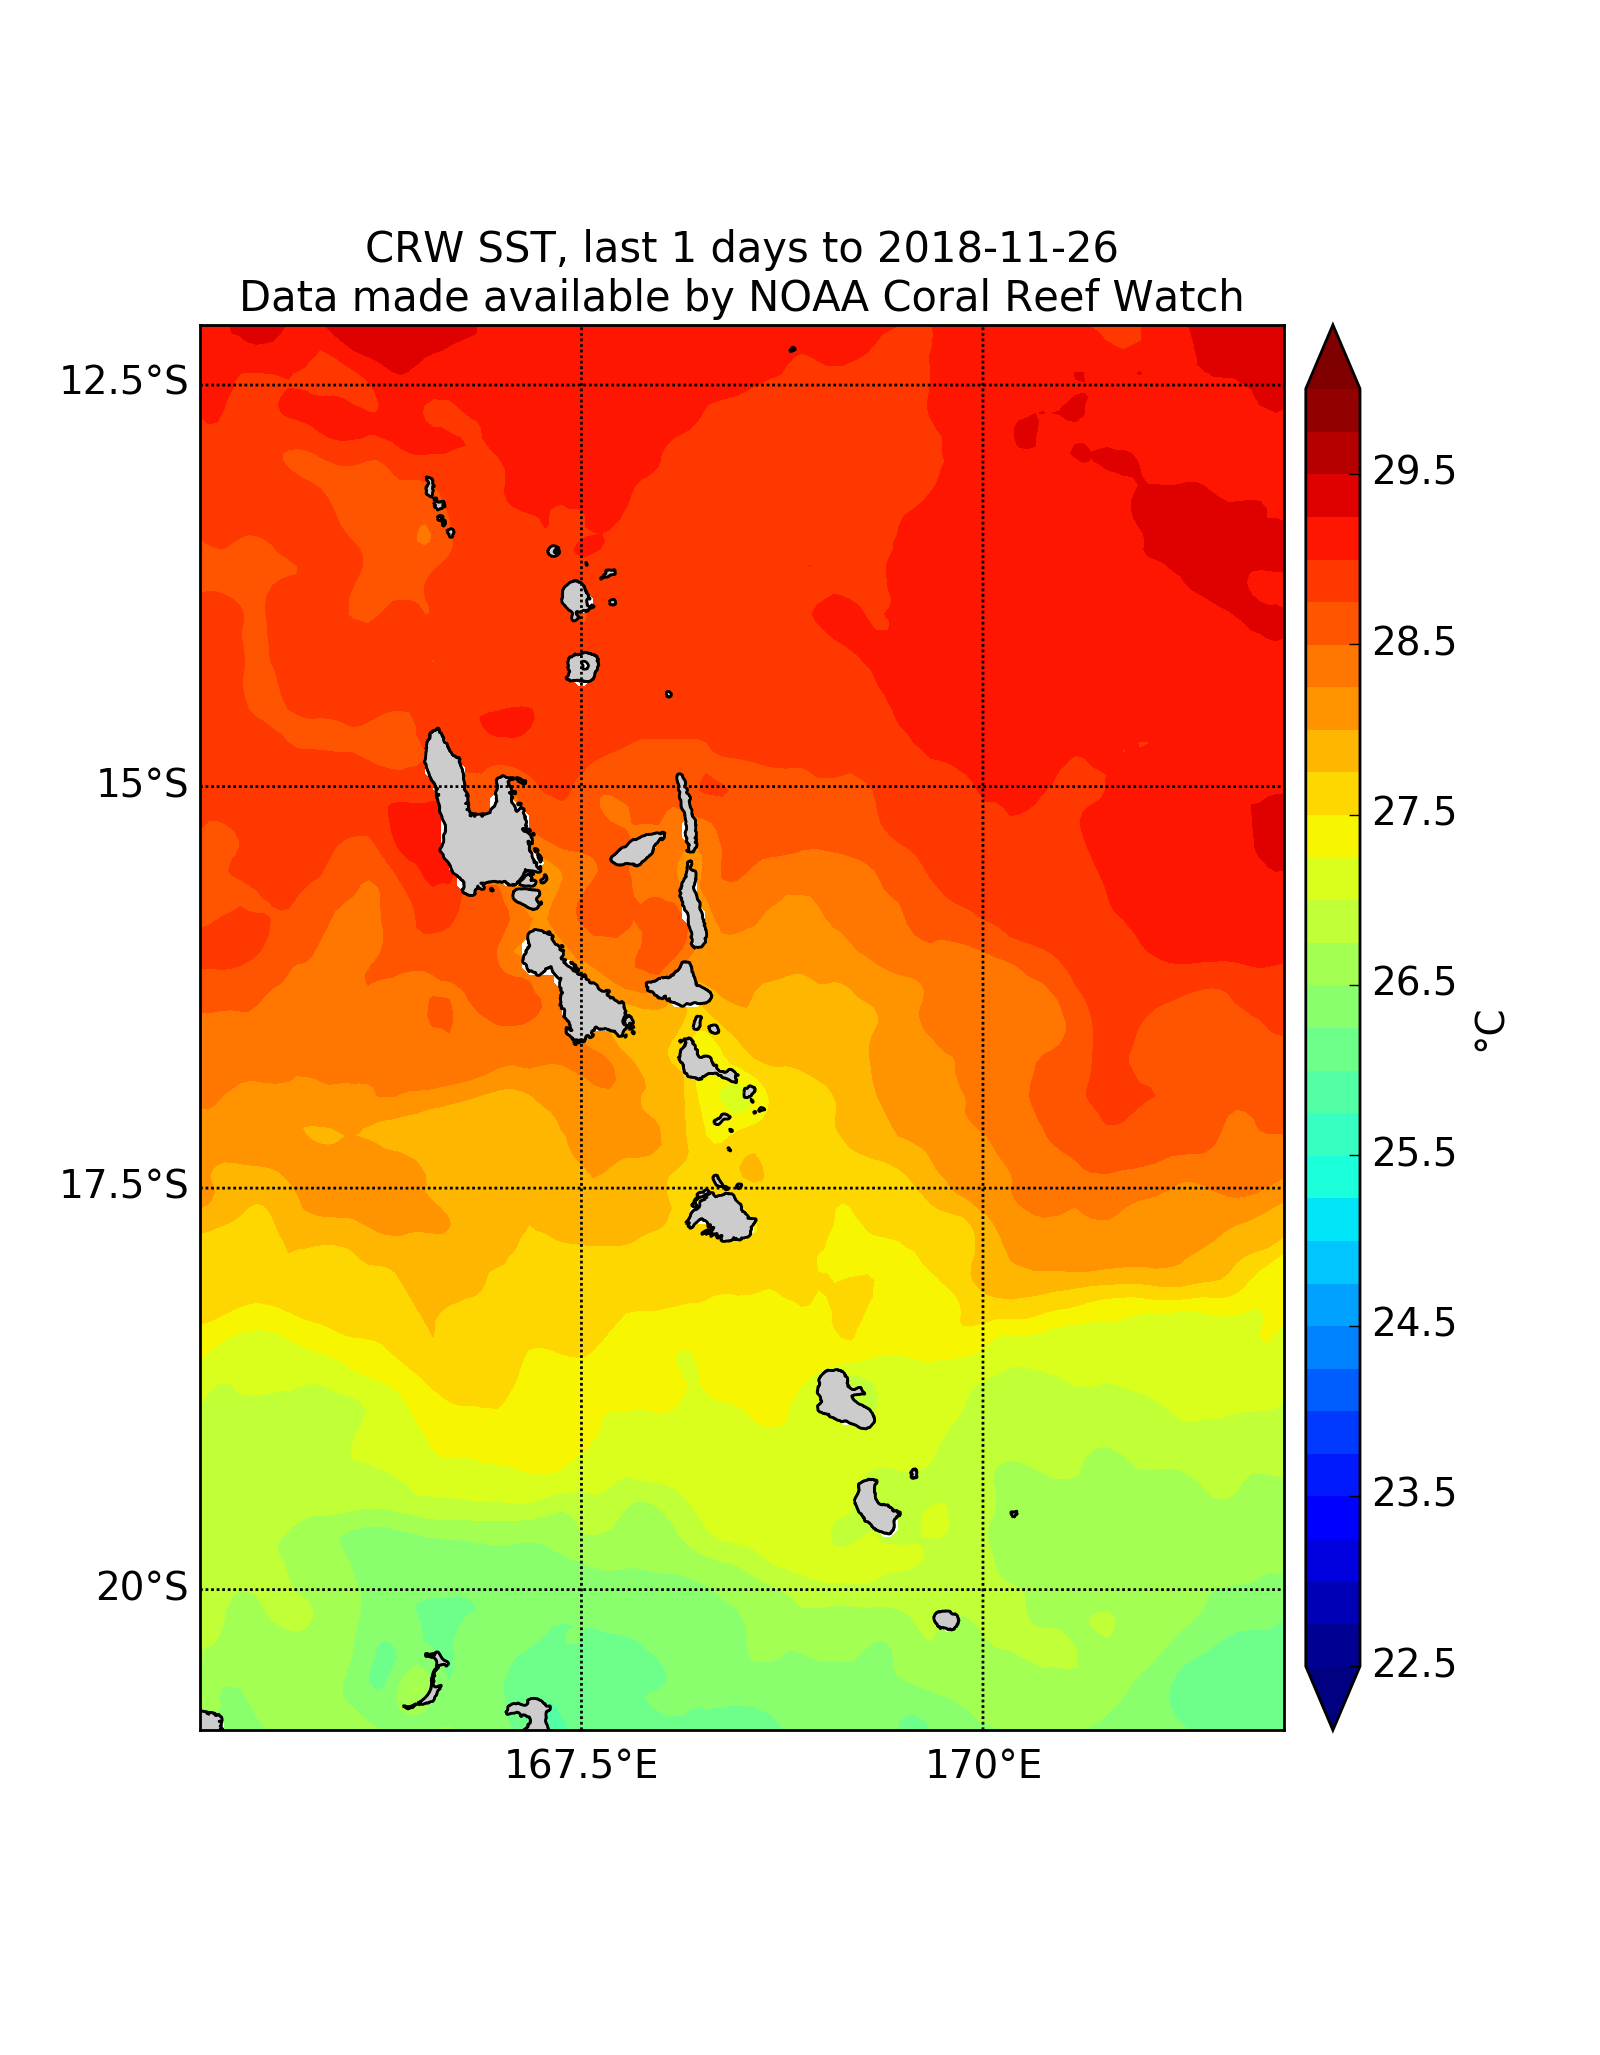 CRW SST, last 1 days to 2018-11-26
Data made available by NOAA Coral Reef Watch
12.5°S
15°S
17.5°S
20°S
167.5°E
170°E
29.5
28.5
27.5
26.5
25.5
24.5
23.5
22.5
°C